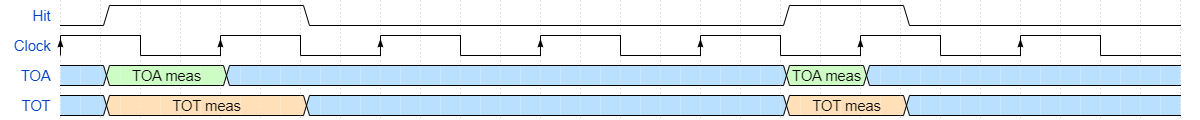 Hit
Clock
TOA TOA meas TOA meas
TOT TOT meas TOT meas